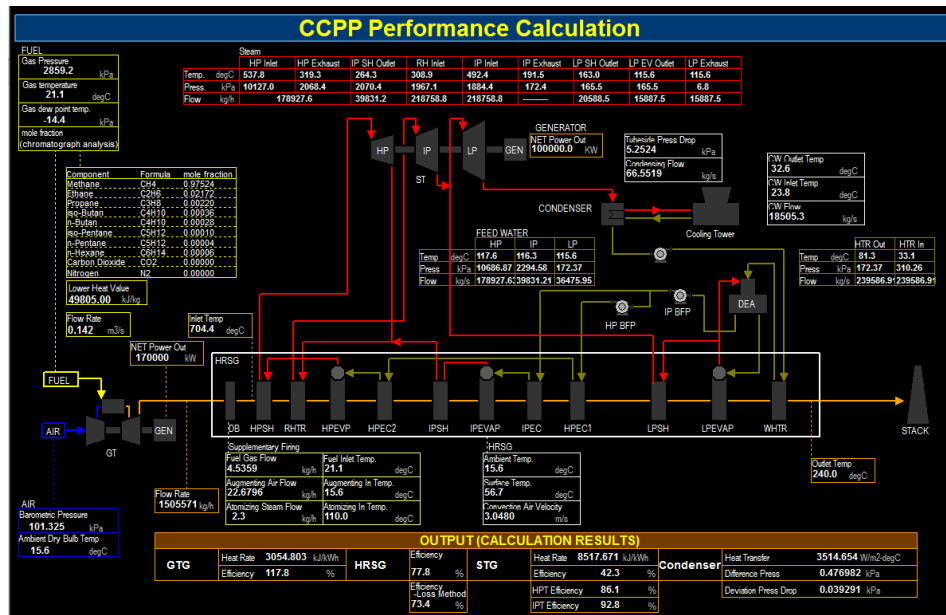 CCPP Performance Calculation
FUEL
Gas Pressure
2859.2 kPa
Gas temperature
21.1 degC
Gas dew point temp.
-14.4 kPa
mole fraction
(chromatograph analysis)
Steam
HP Inlet HP Exhaust IP SH Outlet RH Inlet IP Inlet IP Exhaust LP SH Outlet LP EV Outlet LP Exhaust
Temp. degC 537.8 319.3 264.3 308.9 492.4 191.5 163.0 115.6 115.6
Press. kPa 10127.0 2068.4 2070.4 1967.1 1884.4 172.4 165.5 165.5 6.8
Flow kg/h 178927.6 39831.2 218758.8 218758.8 --------- 20588.5 15887.5 15887.5
Component Formula mole fraction
Methane CH4 0.97524
Ethane C2H6 0.02172
Propane C3H8 0.00220
iso-Butan C4H10 0.00036
n-Butan C4H10 0.00028
iso-Pentane C5H12 0.00010
n-Pentane C5H12 0.00004
n-Hexane C6H14 0.00006
Carbon Dioxide CO2 0.00000
Nitrogen N2 0.00000
Lower Heat Value
49805.00 kJ/kg
Flow Rate
0.142 m3/s
Inlet Temp
704.4 degC
NET Power Out
170000 kW
HP
IP
LP
GEN
ST
GENERATOR
NET Power Out
100000.0 KW
Tubeside Press Drop
5.2524 kPa
Condensing Flow
66.5519 kg/s
CW Outlet Temp
32.6 degC
CW Inlet Temp
23.8 degC
CW Flow
18505.3 kg/s
CONDENSER
Cooling Tower
FEED WATER
HP IP LP
Temp degC 117.6 116.3 115.6
Press kPa 10686.87 2294.58 172.37
Flow kg/s 178927.63 39831.21 36475.95
HTR Out HTR In
Temp degC 81.3 33.1
Press kPa 172.37 310.26
Flow kg/s 239586.91 239586.91
HP BFP
IP BFP
DEA
HRSG
FUEL
AIR
GT
GEN
DB HPSH RHTR HPEVP HPEC2 IPSH IPEVAP IPEC HPEC1 LPSH LPEVAP WHTR
STACK
Flow Rate
1505571 kg/h
Supplementary Firing
Fuel Gas Flow
4.5359 kg/h
Fuel Inlet Temp.
21.1 degC
Augmenting Air Flow
22.6796 kg/h
Augmenting In Temp.
15.6 degC
Atomizing Steam Flow
2.3 kg/h
Atomizing In Temp.
110.0 degC
HRSG
Ambient Temp.
15.6 degC
Surface Temp.
56.7 degC
Convection Air Velocity
3.0480 m/s
Outlet Temp
240.0 degC
AIR
Barometric Pressure
101.325 kPa
Ambient Dry Bulb Temp
15.6 degC
OUTPUT (CALCULATION RESULTS)
GTG
Heat Rate 3054.803 kJ/kWh
Efficiency 117.8 %
HRSG
Efficiency
77.8 %
Efficiency
-Loss Method
73.4 %
STG
Heat Rate 8517.671 kJ/kWh
Efficiency 42.3 %
HPT Efficiency 86.1 %
IPT Efficiency 92.8 %
Condenser
Heat Transfer 3514.654 W/m2-degC
Difference Press 0.476982 kPa
Deviation Press Drop 0.039291 kPa